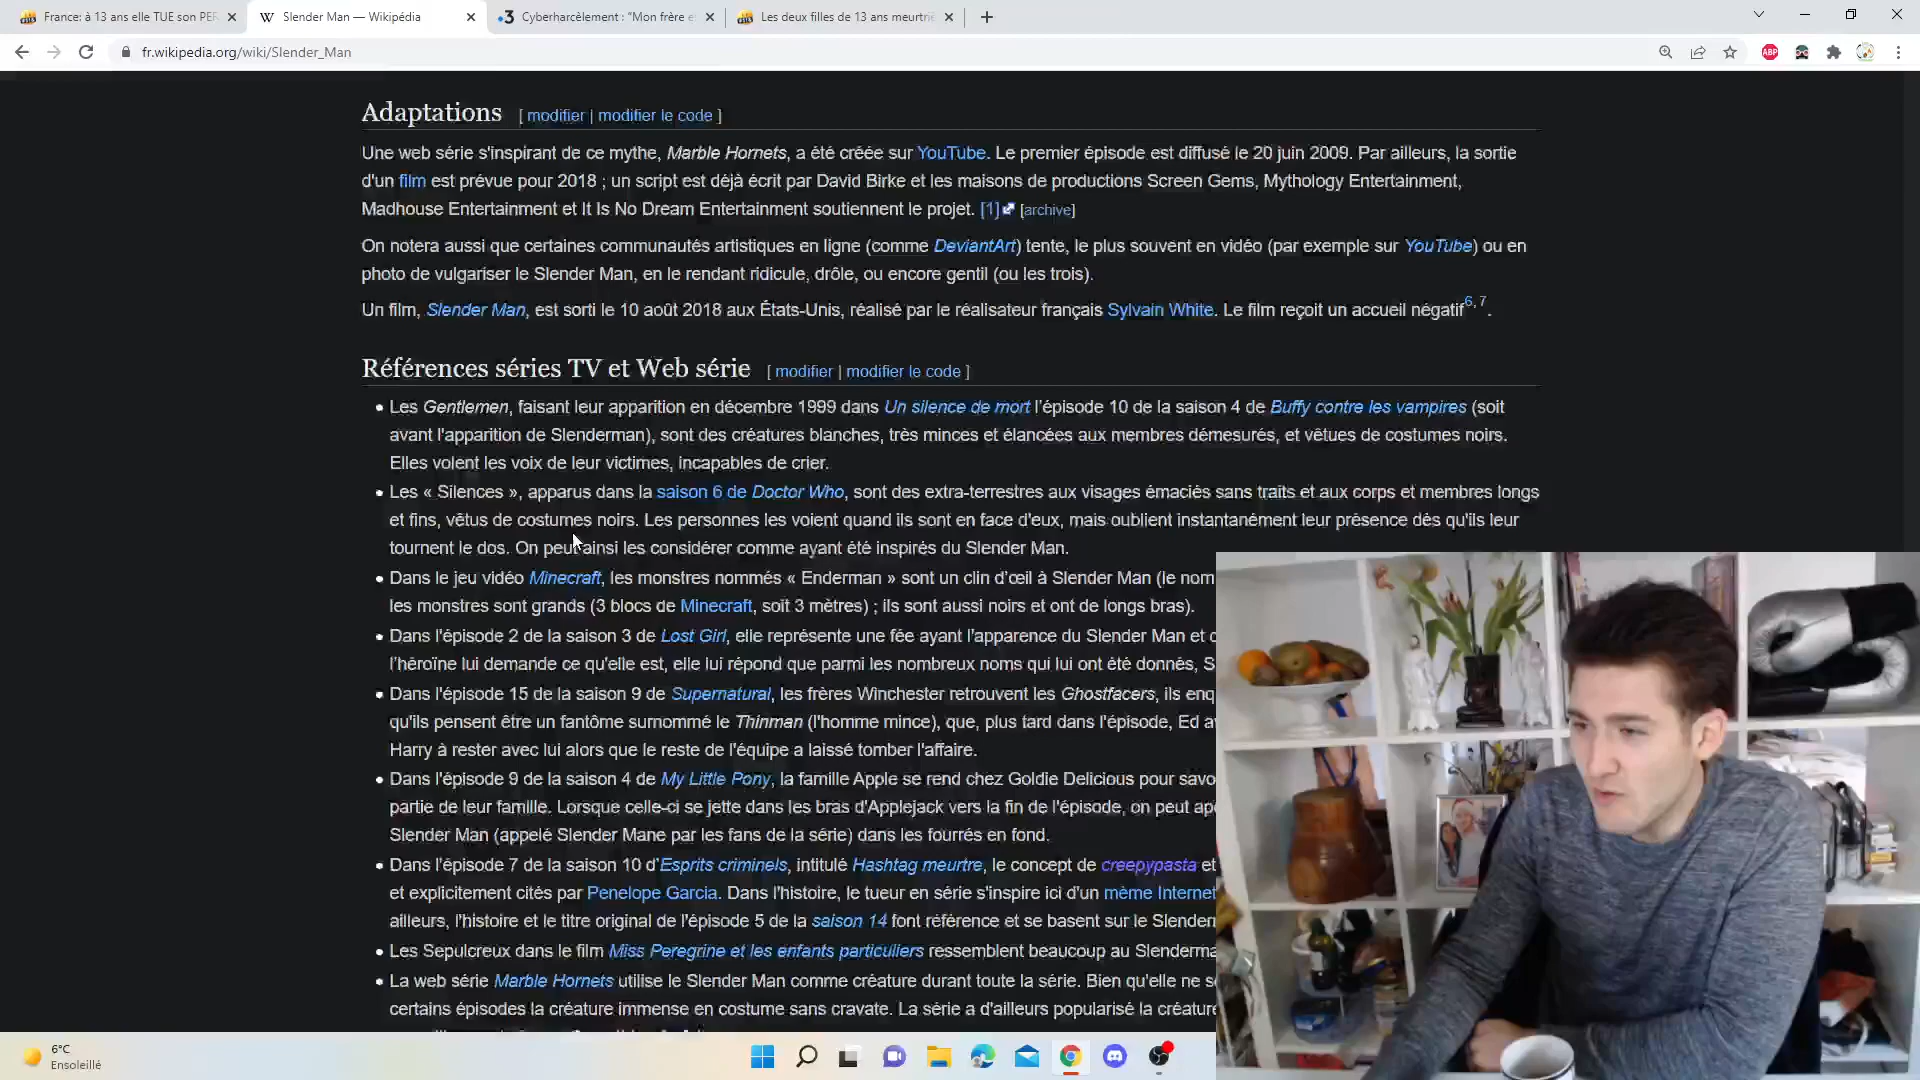 France: à 13 ans elle TUE son PÈR
Slender Man — Wikipédia
Cyberharcèlement : "Mon frère e
Les deux filles de 13 ans meurtri
fr.wikipedia.org/wiki/Slender_Man
ABP
Adaptations [ modifier | modifier le code ]
Une web série s'inspirant de ce mythe, Marble Hornets, a été créée sur YouTube. Le premier épisode est diffusé le 20 juin 2009. Par ailleurs, la sortie
d'un film est prévue pour 2018 ; un script est déjà écrit par David Birke et les maisons de productions Screen Gems, Mythology Entertainment,
Madhouse Entertainment et It Is No Dream Entertainment soutiennent le projet. [1] [archive]
On notera aussi que certaines communautés artistiques en ligne (comme DeviantArt) tente, le plus souvent en vidéo (par exemple sur YouTube) ou en
photo de vulgariser le Slender Man, en le rendant ridicule, drôle, ou encore gentil (ou les trois).
Un film, Slender Man, est sorti le 10 août 2018 aux États-Unis, réalisé par le réalisateur français Sylvain White. Le film reçoit un accueil négatif6,7.
Références séries TV et Web série [ modifier | modifier le code ]
• Les Gentlemen, faisant leur apparition en décembre 1999 dans Un silence de mort l'épisode 10 de la saison 4 de Buffy contre les vampires (soit
avant l'apparition de Slenderman), sont des créatures blanches, très minces et élancées aux membres démesurés, et vêtues de costumes noirs.
Elles volent les voix de leur victimes, incapables de crier.
• Les « Silences », apparus dans la saison 6 de Doctor Who, sont des extra-terrestres aux visages émaciés sans traits et aux corps et membres longs
et fins, vêtus de costumes noirs. Les personnes les voient quand ils sont en face d'eux, mais oublient instantanément leur présence dès qu'ils leur
tournent le dos. On peut ainsi les considérer comme ayant été inspirés du Slender Man.
• Dans le jeu vidéo Minecraft, les monstres nommés « Enderman » sont un clin d'œil à Slender Man (le nom
les monstres sont grands (3 blocs de Minecraft, soit 3 mètres) ; ils sont aussi noirs et ont de longs bras).
• Dans l'épisode 2 de la saison 3 de Lost Girl, elle représente une fée ayant l'apparence du Slender Man et
l'héroïne lui demande ce qu'elle est, elle lui répond que parmi les nombreux noms qui lui ont été donnés, S
• Dans l'épisode 15 de la saison 9 de Supernatural, les frères Winchester retrouvent les Ghostfacers, ils enq
qu'ils pensent être un fantôme surnommé le Thinman (l'homme mince), que, plus tard dans l'épisode, Ed
Harry à rester avec lui alors que le reste de l'équipe a laissé tomber l'affaire.
• Dans l'épisode 9 de la saison 4 de My Little Pony, la famille Apple se rend chez Goldie Delicious pour savo
partie de leur famille. Lorsque celle-ci se jette dans les bras d'Applejack vers la fin de l'épisode, on peut
Slender Man (appelé Slender Mane par les fans de la série) dans les fourrés en fond.
• Dans l'épisode 7 de la saison 10 d'Esprits criminels, intitulé Hashtag meurtre, le concept de creepypasta et
et explicitement cités par Penelope Garcia. Dans l'histoire, le tueur en série s'inspire ici d'un mème Internet
ailleurs, l'histoire et le titre original de l'épisode 5 de la saison 14 font référence et se basent sur le Slender
• Les Sépulcreux dans le film Miss Peregrine et les enfants particuliers ressemblent beaucoup au Slenderma
• La web série Marble Hornets utilise le Slender Man comme créature durant toute la série. Bien qu'elle ne s
certains épisodes la créature immense en costume sans cravate. La série a d'ailleurs popularisé la créature
6°C
Ensoleillé